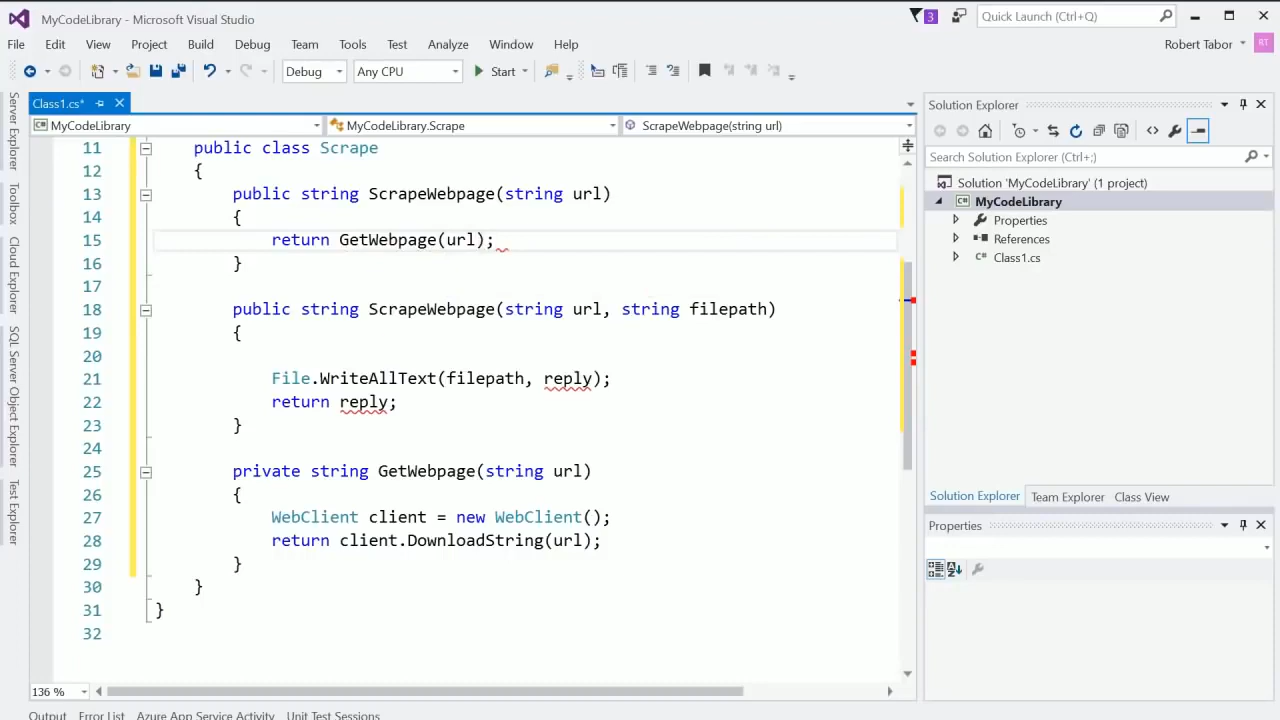 MyCodeLibrary - Microsoft Visual Studio
3
Quick Launch (Ctrl+Q)
File Edit View Project Build Debug Team Tools Test Analyze Window Help
Robert Tabor
RT
Debug
Any CPU
Start
Class1.cs*
MyCodeLibrary
MyCodeLibrary.Scrape
ScrapeWebpage(string url)
11 public class Scrape
12 {
13 public string ScrapeWebpage(string url)
14 {
15 return GetWebpage(url);
16 }
17
18 public string ScrapeWebpage(string url, string filepath)
19 {
20
21 File.WriteAllText(filepath, reply);
22 return reply;
23 }
24
25 private string GetWebpage(string url)
26 {
27 WebClient client = new WebClient();
28 return client.DownloadString(url);
29 }
30 }
31 }
32
136 %
Server Explorer
Toolbox
Cloud Explorer
SQL Server Object Explorer
Test Explorer
Solution Explorer
Search Solution Explorer (Ctrl+;)
Solution 'MyCodeLibrary' (1 project)
C# MyCodeLibrary
Properties
References
C# Class1.cs
Solution Explorer Team Explorer Class View
Properties
Output Error List Azure App Service Activity Unit Test Sessions